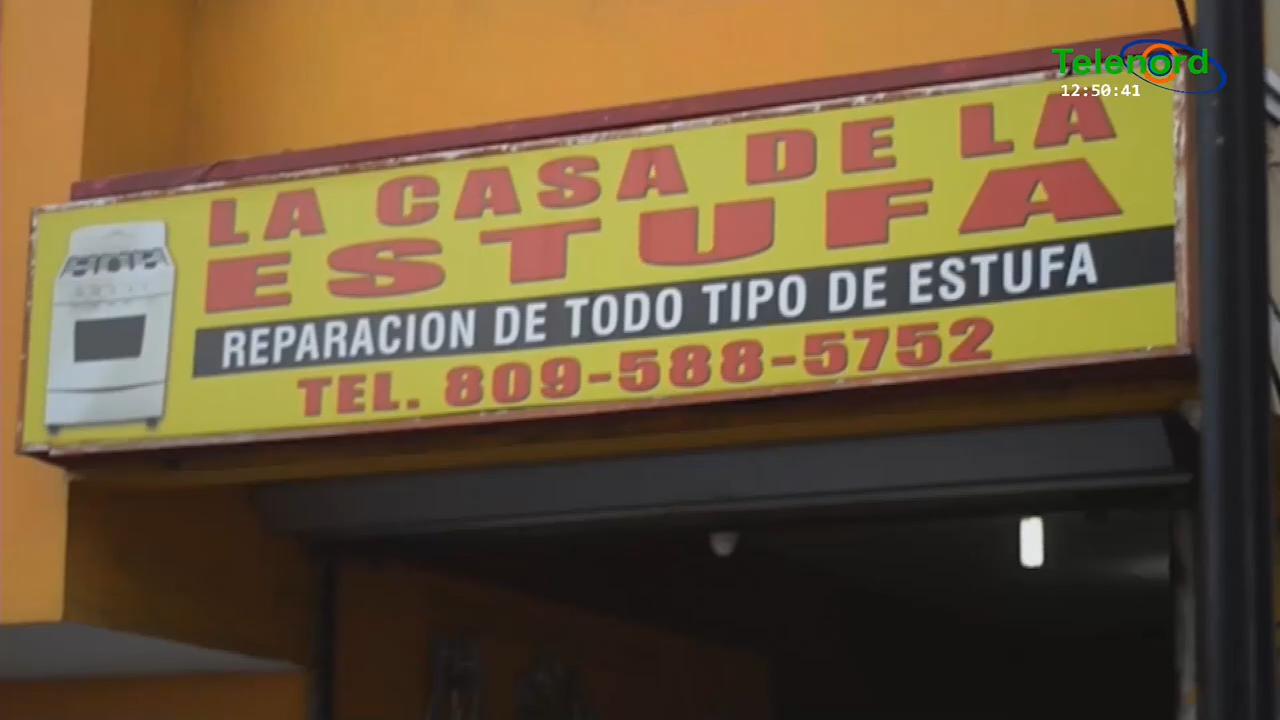 Telenord
12:50:41
LA CASA DE LA
ESTUFA
REPARACION DE TODO TIPO DE ESTUFA
TEL. 809-588-5752